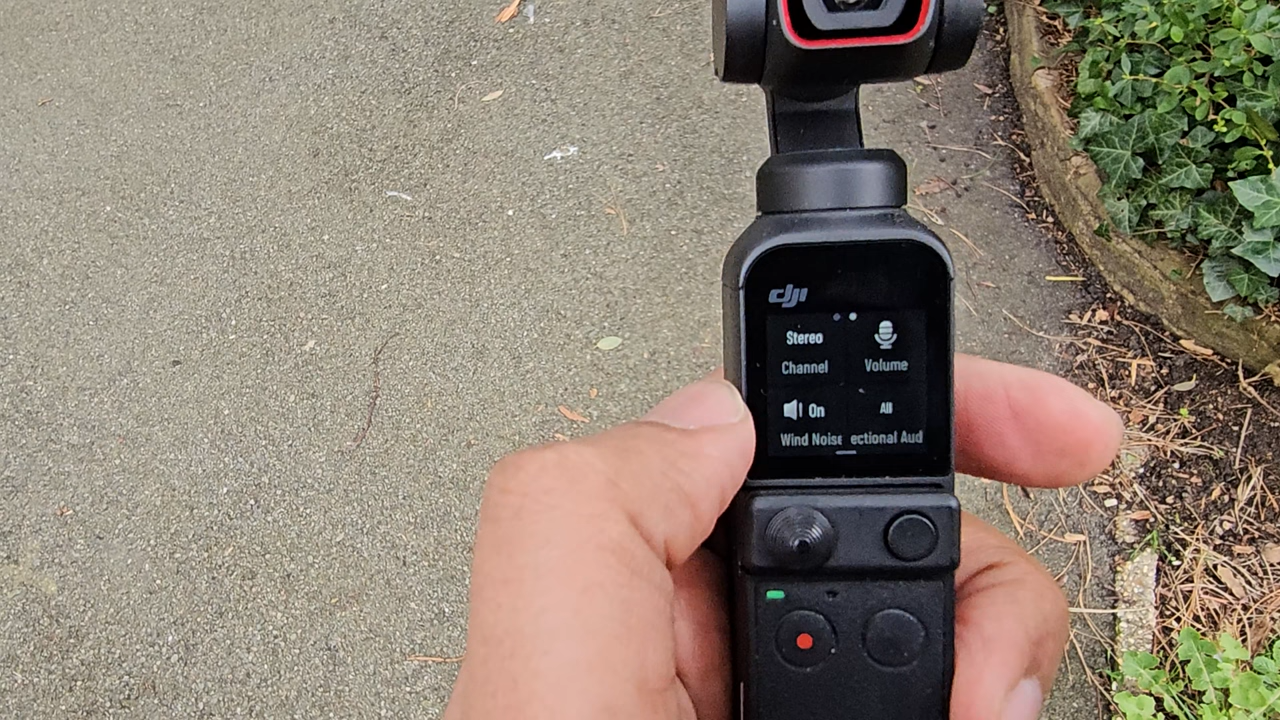 dji
Stereo
Channel
Volume
On
All
Wind Noise
ectional Aud